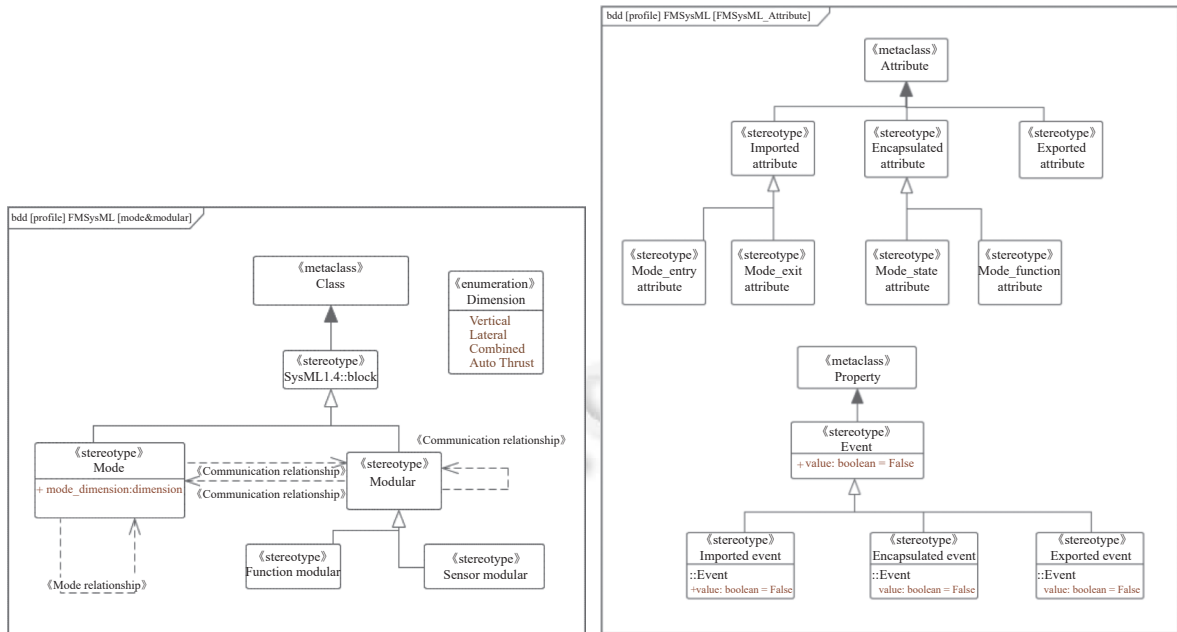 bdd [profile] FMSysML [mode&modular]
《metaclass》
Class
《enumeration》
Dimension
Vertical
Lateral
Combined
Auto Thrust
《stereotype》
SysML1.4::block
《stereotype》
Mode
+ mode_dimension:dimension
《Communication relationship》
《Communication relationship》
《Communication relationship》
《stereotype》
Modular
《Mode relationship》
《stereotype》
Function modular
《stereotype》
Sensor modular
bdd [profile] FMSysML [FMSysML_Attribute]
《metaclass》
Attribute
《stereotype》
Imported
attribute
《stereotype》
Encapsulated
attribute
《stereotype》
Exported
attribute
《stereotype》
Mode_entry
attribute
《stereotype》
Mode_exit
attribute
《stereotype》
Mode_state
attribute
《stereotype》
Mode_function
attribute
《metaclass》
Property
《stereotype》
Event
+ value: boolean = False
《stereotype》
Imported event
::Event
+value: boolean = False
《stereotype》
Encapsulated event
::Event
value: boolean = False
《stereotype》
Exported event
::Event
value: boolean = False